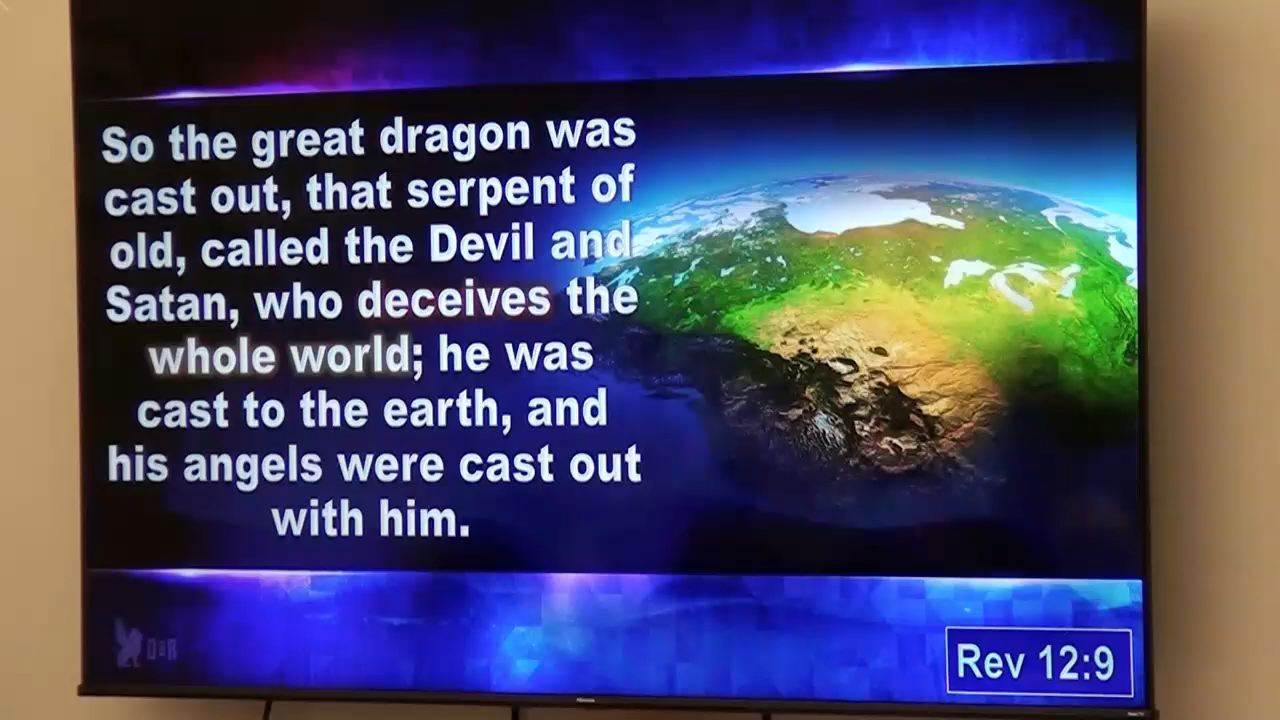 So the great dragon was
cast out, that serpent of
old, called the Devil and
Satan, who deceives the
whole world; he was
cast to the earth, and
his angels were cast out
with him.
Rev 12:9